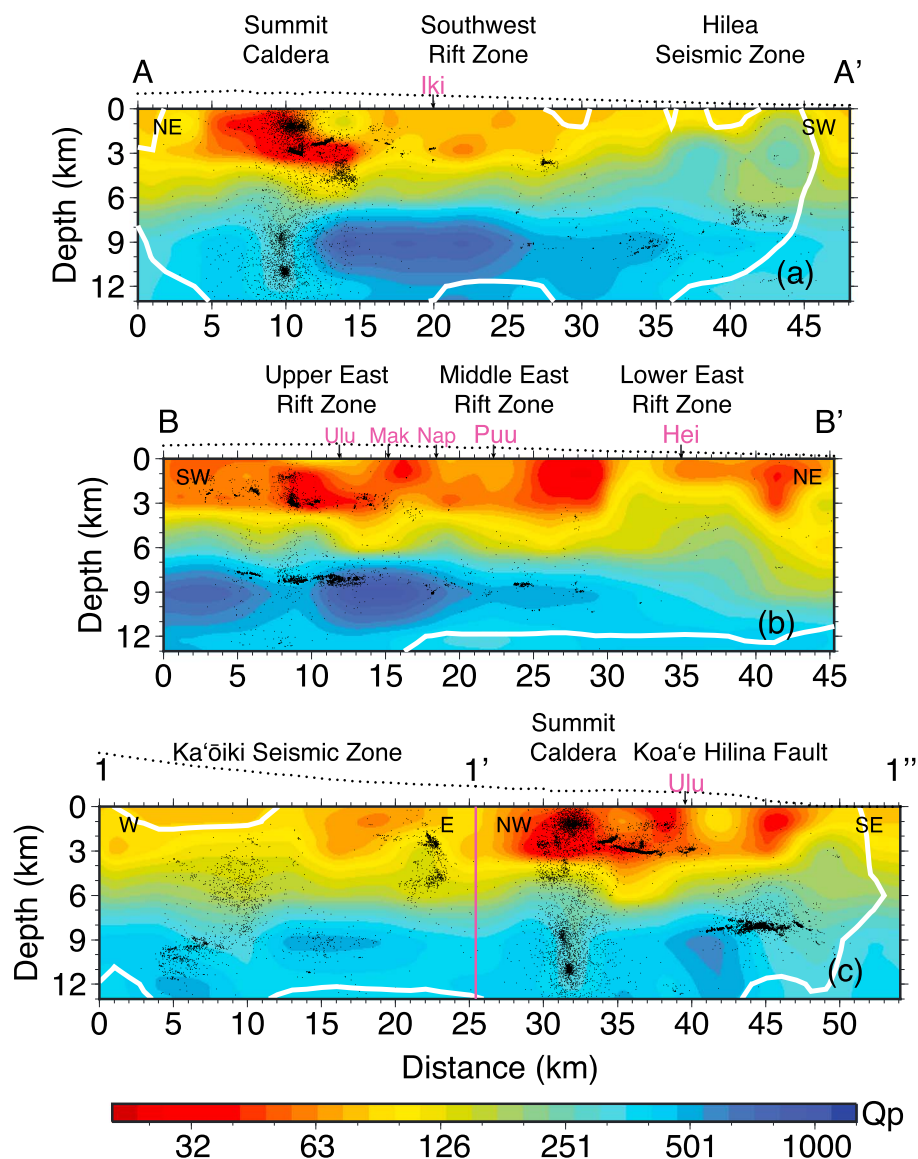 Summit
Caldera
Southwest
Rift Zone
Hilea
Seismic Zone
A
Iki
A'
0
3
6
9
12
Depth (km)
NE
SW
(a)
0 5 10 15 20 25 30 35 40 45
Upper East
Rift Zone
Middle East
Rift Zone
Lower East
Rift Zone
B
Ulu Mak Nap Puu Hei
B'
0
3
6
9
12
Depth (km)
SW
NE
(b)
0 5 10 15 20 25 30 35 40 45
Summit
Caldera
Ka‘ōiki Seismic Zone
Koa‘e Hilina Fault
1
1'
Ulu
1''
0
3
6
9
12
Depth (km)
W
E
NW
SE
(c)
0 5 10 15 20 25 30 35 40 45 50
Distance (km)
Qp
32 63 126 251 501 1000